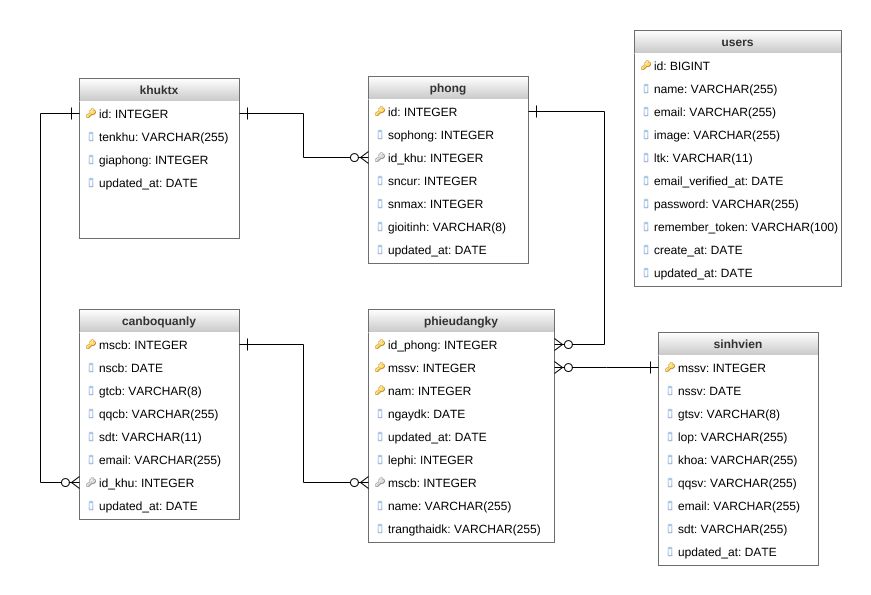 khuktx
id: INTEGER
tenkhu: VARCHAR(255)
giaphong: INTEGER
updated_at: DATE
phong
id: INTEGER
sophong: INTEGER
id_khu: INTEGER
sncur: INTEGER
snmax: INTEGER
gioitinh: VARCHAR(8)
updated_at: DATE
users
id: BIGINT
name: VARCHAR(255)
email: VARCHAR(255)
image: VARCHAR(255)
ltk: VARCHAR(11)
email_verified_at: DATE
password: VARCHAR(255)
remember_token: VARCHAR(100)
create_at: DATE
updated_at: DATE
canboquanly
mscb: INTEGER
nscb: DATE
gtcb: VARCHAR(8)
qqcb: VARCHAR(255)
sdt: VARCHAR(11)
email: VARCHAR(255)
id_khu: INTEGER
updated_at: DATE
phieudangky
id_phong: INTEGER
mssv: INTEGER
nam: INTEGER
ngaydk: DATE
updated_at: DATE
lephi: INTEGER
mscb: INTEGER
name: VARCHAR(255)
trangthaidk: VARCHAR(255)
sinhvien
mssv: INTEGER
nssv: DATE
gtsv: VARCHAR(8)
lop: VARCHAR(255)
khoa: VARCHAR(255)
qqsv: VARCHAR(255)
email: VARCHAR(255)
sdt: VARCHAR(255)
updated_at: DATE